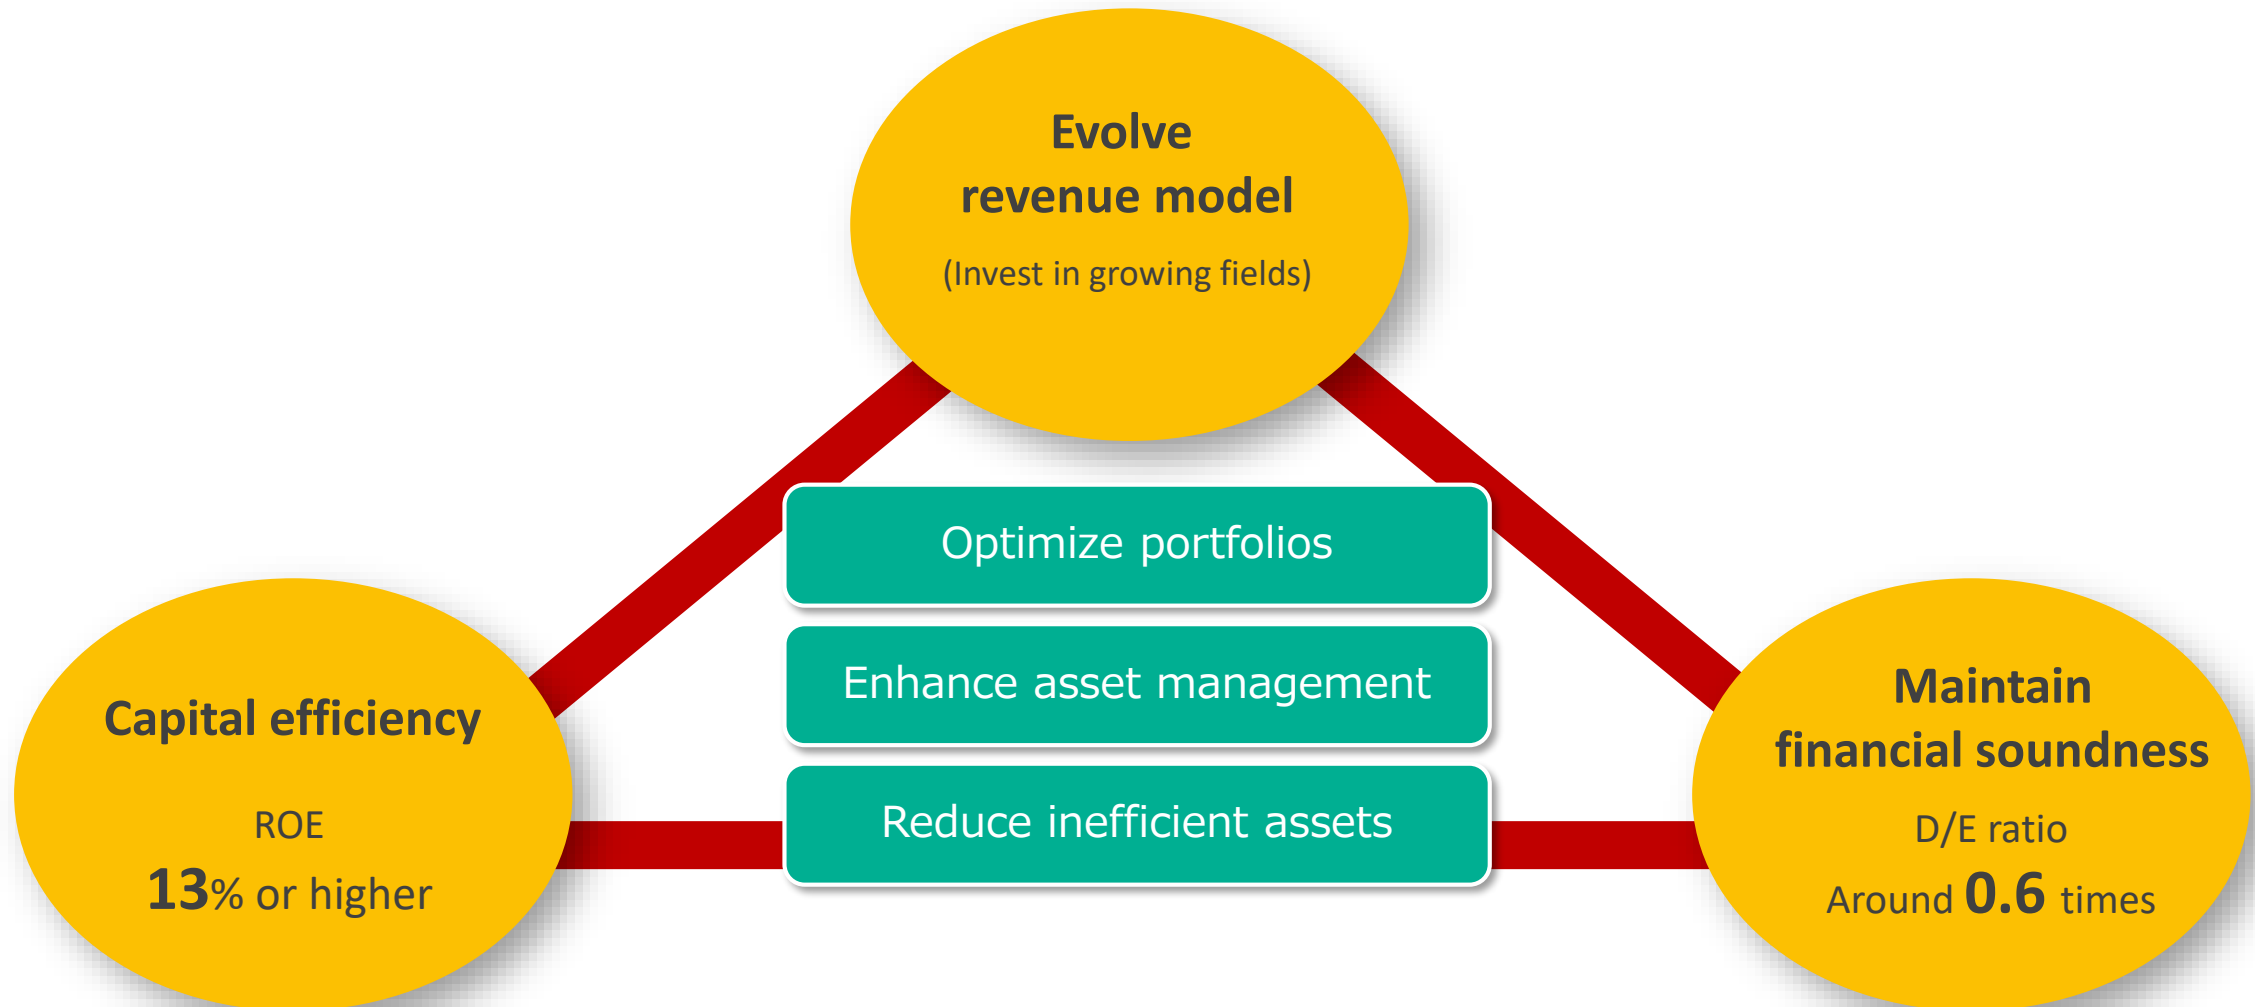 Evolve
revenue model
(Invest in growing fields)
Optimize portfolios
Enhance asset management
Reduce inefficient assets
Capital efficiency
ROE
13% or higher
Maintain
financial soundness
D/E ratio
Around 0.6 times